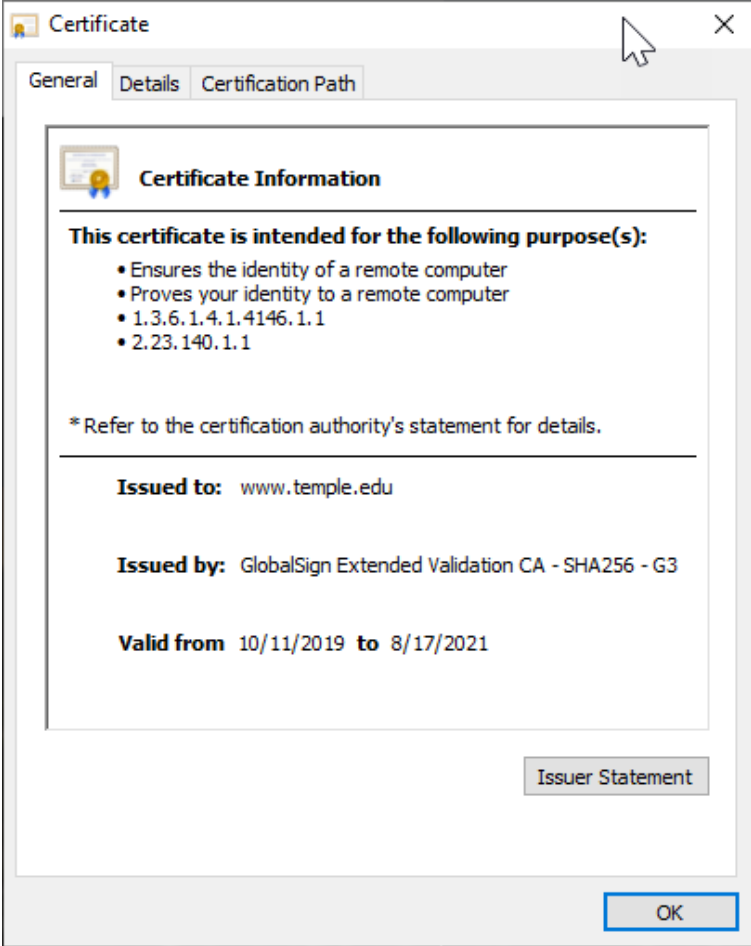 Certificate
General Details Certification Path
Certificate Information
This certificate is intended for the following purpose(s):
• Ensures the identity of a remote computer
• Proves your identity to a remote computer
• 1.3.6.1.4.1.4146.1.1
• 2.23.140.1.1
* Refer to the certification authority's statement for details.
Issued to: www.temple.edu
Issued by: GlobalSign Extended Validation CA - SHA256 - G3
Valid from 10/11/2019 to 8/17/2021
Issuer Statement
OK